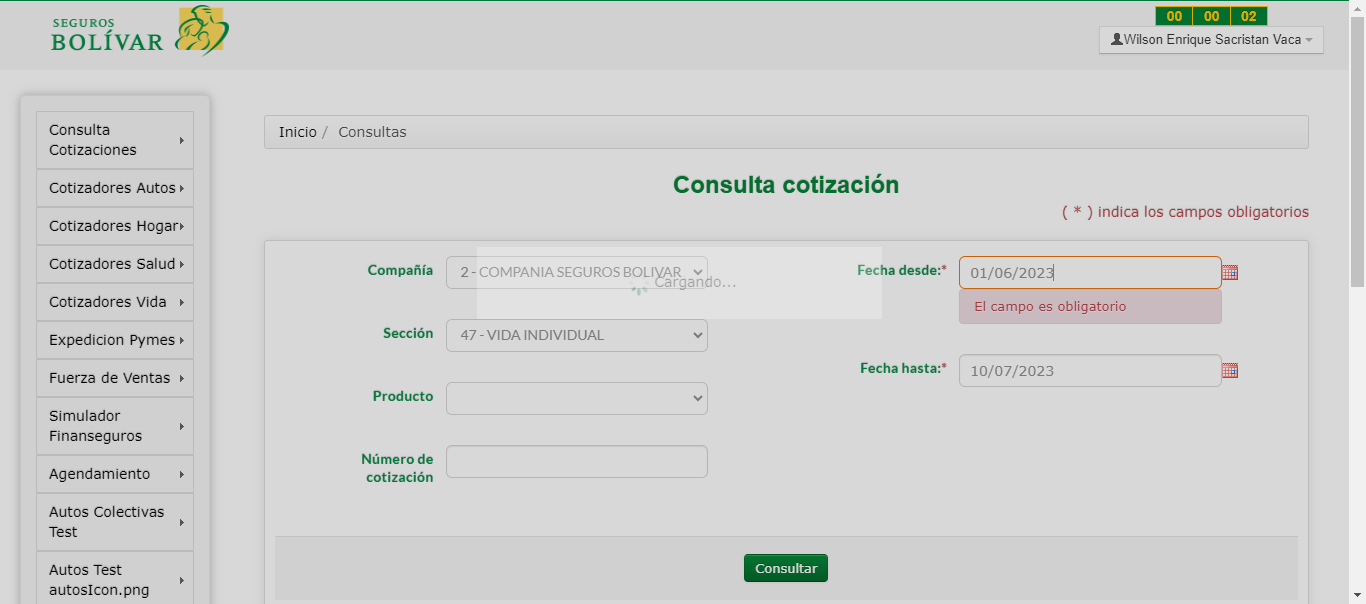 SEGUROS
BOLÍVAR
00 00 02
Wilson Enrique Sacristan Vaca
Consulta
Cotizaciones
Cotizadores Autos
Cotizadores Hogar
Cotizadores Salud
Cotizadores Vida
Expedicion Pymes
Fuerza de Ventas
Simulador
Finanseguros
Agendamiento
Autos Colectivas
Test
Autos Test
autosIcon.png
Inicio / Consultas
Consulta cotización
( * ) indica los campos obligatorios
Compañía 2 - COMPANIA SEGUROS BOLIVAR
Fecha desde:* 01/06/2023
Cargando...
El campo es obligatorio
Sección 47 - VIDA INDIVIDUAL
Fecha hasta:* 10/07/2023
Producto
Número de
cotización
Consultar